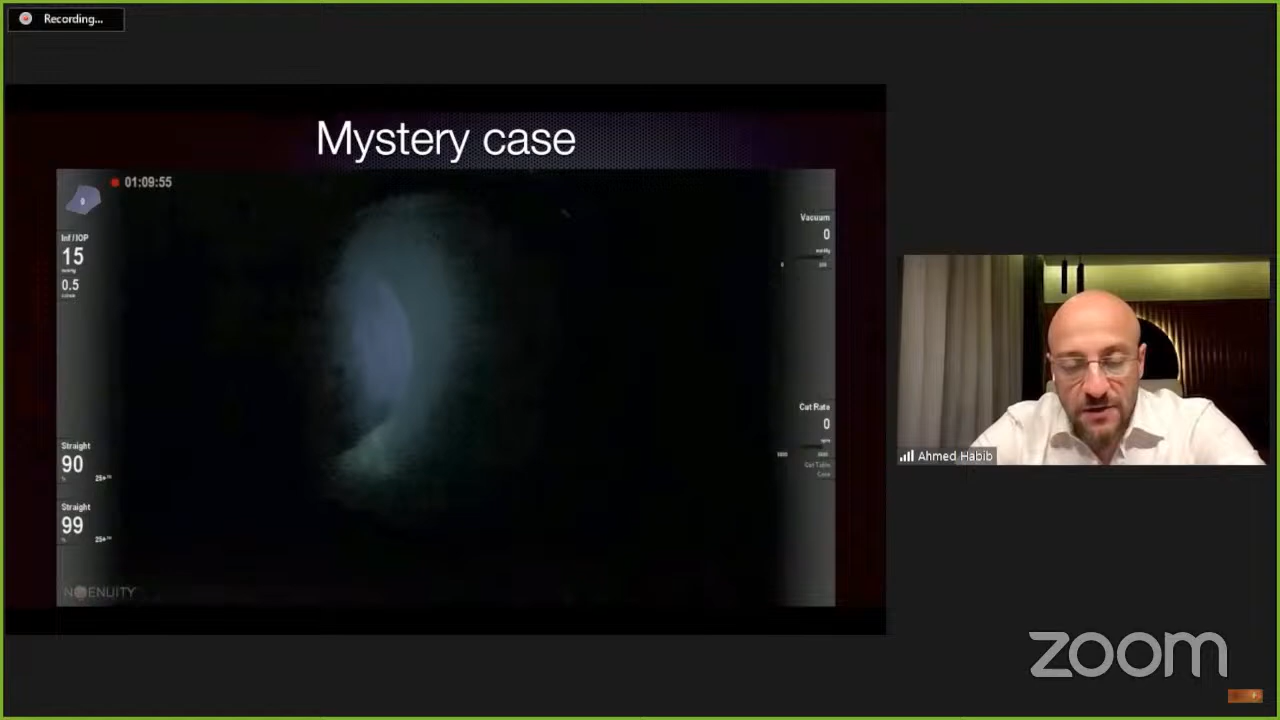 Recording...
Mystery case
01:09:55
Inf/IOP
15
0.5
Vacuum
0
Cut Rate
0
Straight
90
Straight
99
Ahmed Habib
zoom